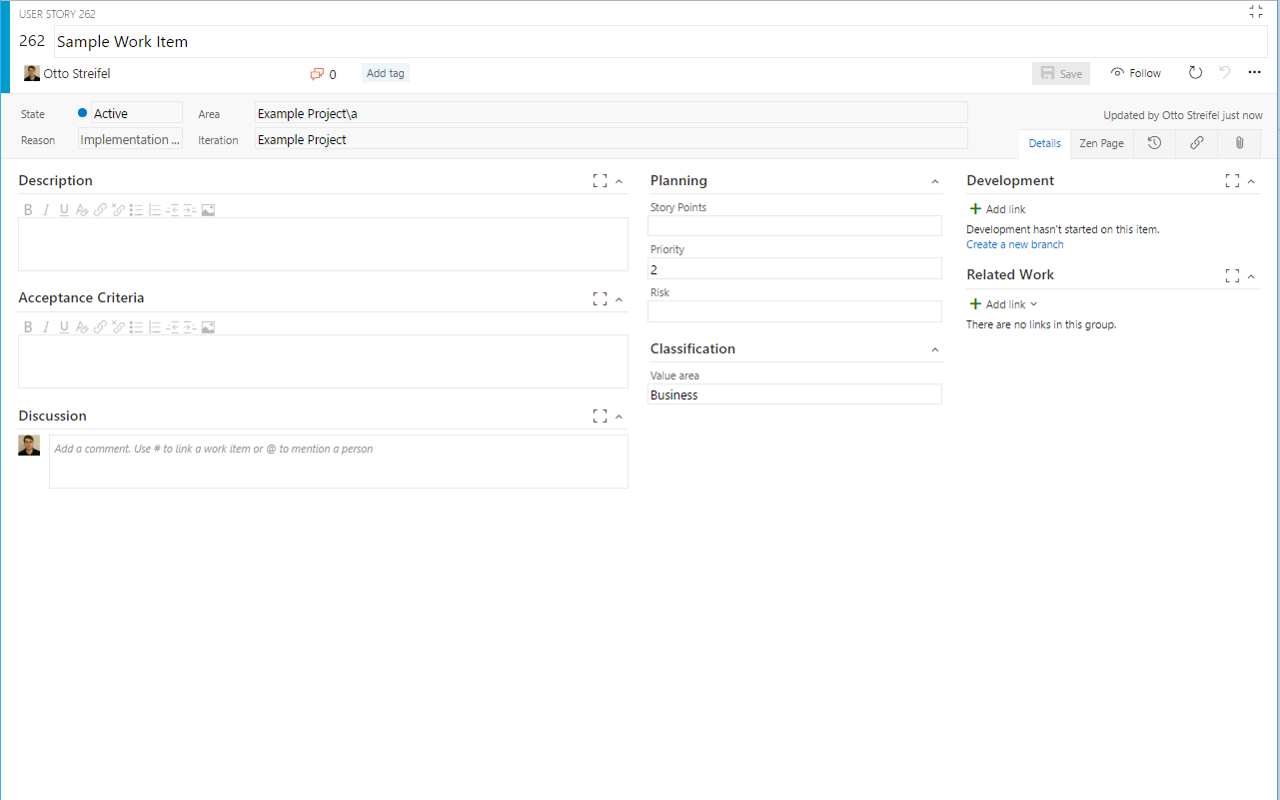 USER STORY 262
262 Sample Work Item
Otto Streifel 0 Add tag Save Follow
State Active Area Example Project\a Updated by Otto Streifel just now
Reason Implementation ... Iteration Example Project
Details Zen Page
Description
B I U
Acceptance Criteria
B I U
Discussion
Add a comment. Use # to link a work item or @ to mention a person
Planning
Story Points
Priority
2
Risk
Classification
Value area
Business
Development
Add link
Development hasn't started on this item.
Create a new branch
Related Work
Add link
There are no links in this group.